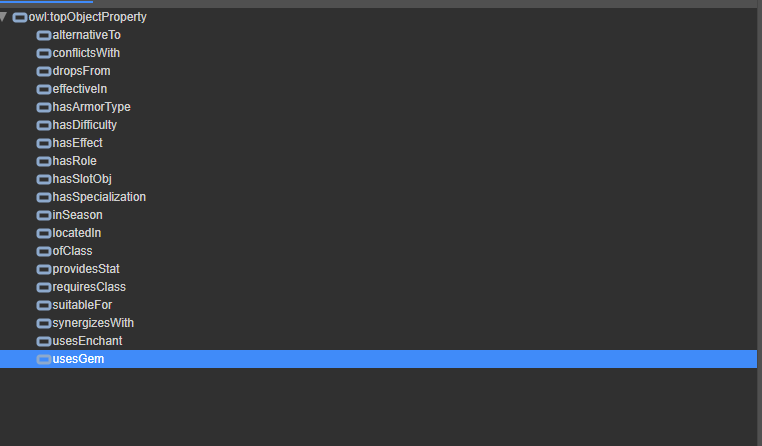 owl:topObjectProperty
alternativeTo
conflictsWith
dropsFrom
effectiveIn
hasArmorType
hasDifficulty
hasEffect
hasRole
hasSlotObj
hasSpecialization
inSeason
locatedIn
ofClass
providesStat
requiresClass
suitableFor
synergizesWith
usesEnchant
usesGem